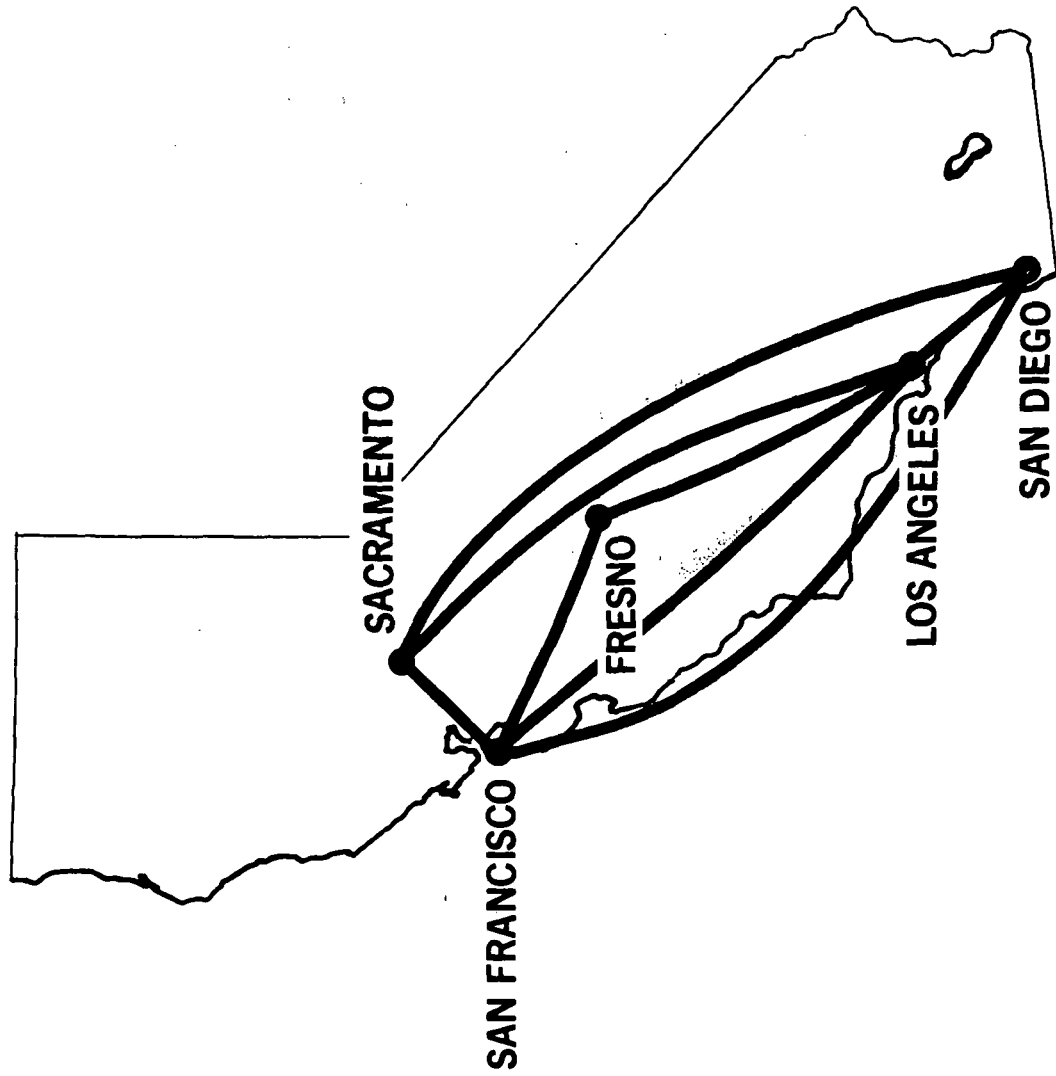 SACRAMENTO
SAN FRANCISCO
FRESNO
LOS ANGELES
SAN DIEGO